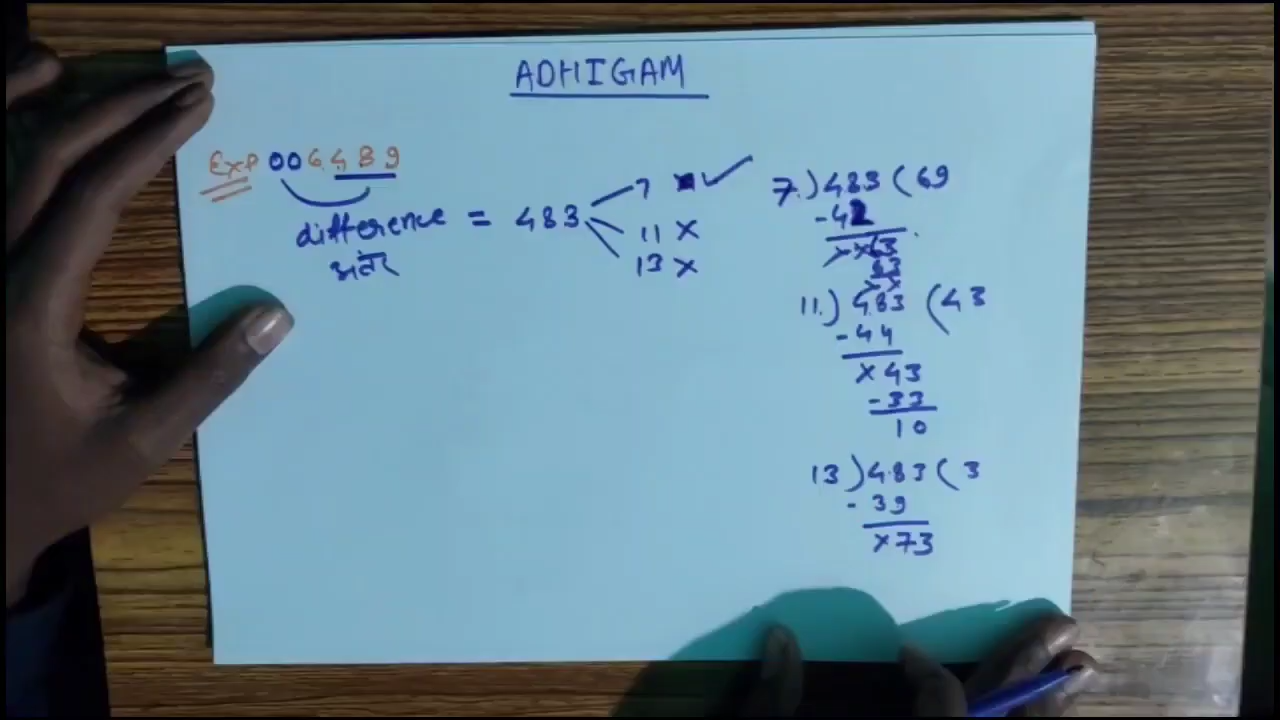 ADHIGAM
Exp 006489
difference = 483
अंतर
7 ✓
11 ×
13 ×
7.) 483 ( 69
-42
××63
63
××
11.) 483 ( 43
-44
×43
-33
10
13 ) 483 ( 3
- 39
×73